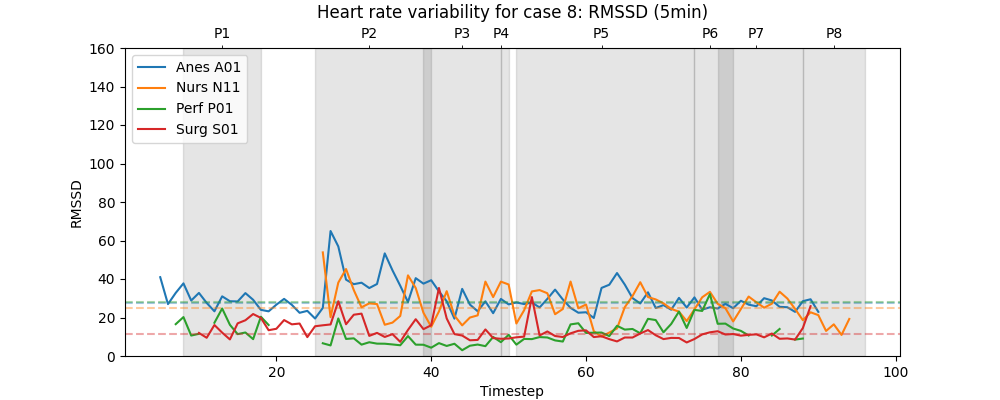 Heart rate variability for case 8: RMSSD (5min)
P1 P2 P3 P4 P5 P6 P7 P8
160
140
120
100
80
60
40
20
0
RMSSD
Anes A01
Nurs N11
Perf P01
Surg S01
20 40 60 80 100
Timestep